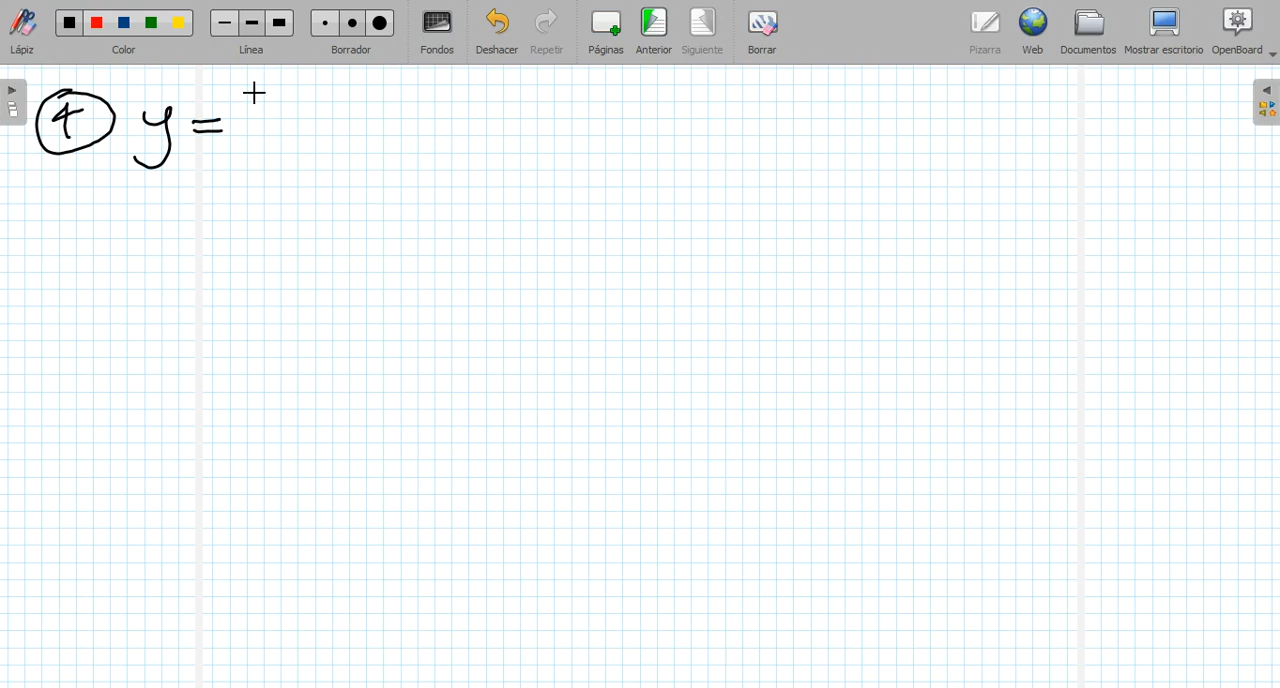 Lápiz Color Línea Borrador Fondos Deshacer Repetir Páginas Anterior Siguiente Borrar Pizarra Web Documentos Mostrar escritorio OpenBoard
4 y =